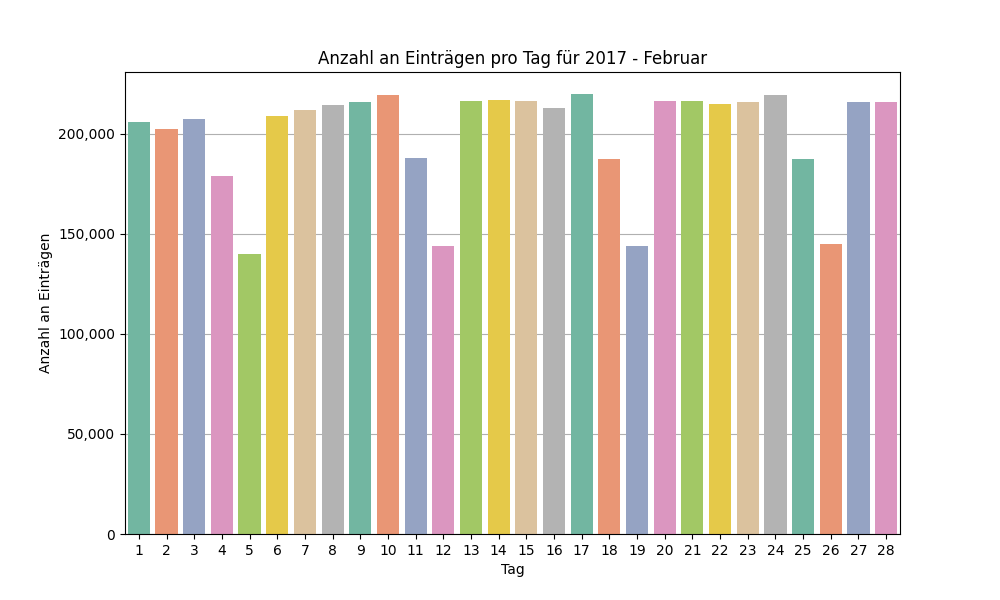 Anzahl an Einträgen pro Tag für 2017 - Februar
Anzahl an Einträgen
200,000
150,000
100,000
50,000
0
1 2 3 4 5 6 7 8 9 10 11 12 13 14 15 16 17 18 19 20 21 22 23 24 25 26 27 28
Tag